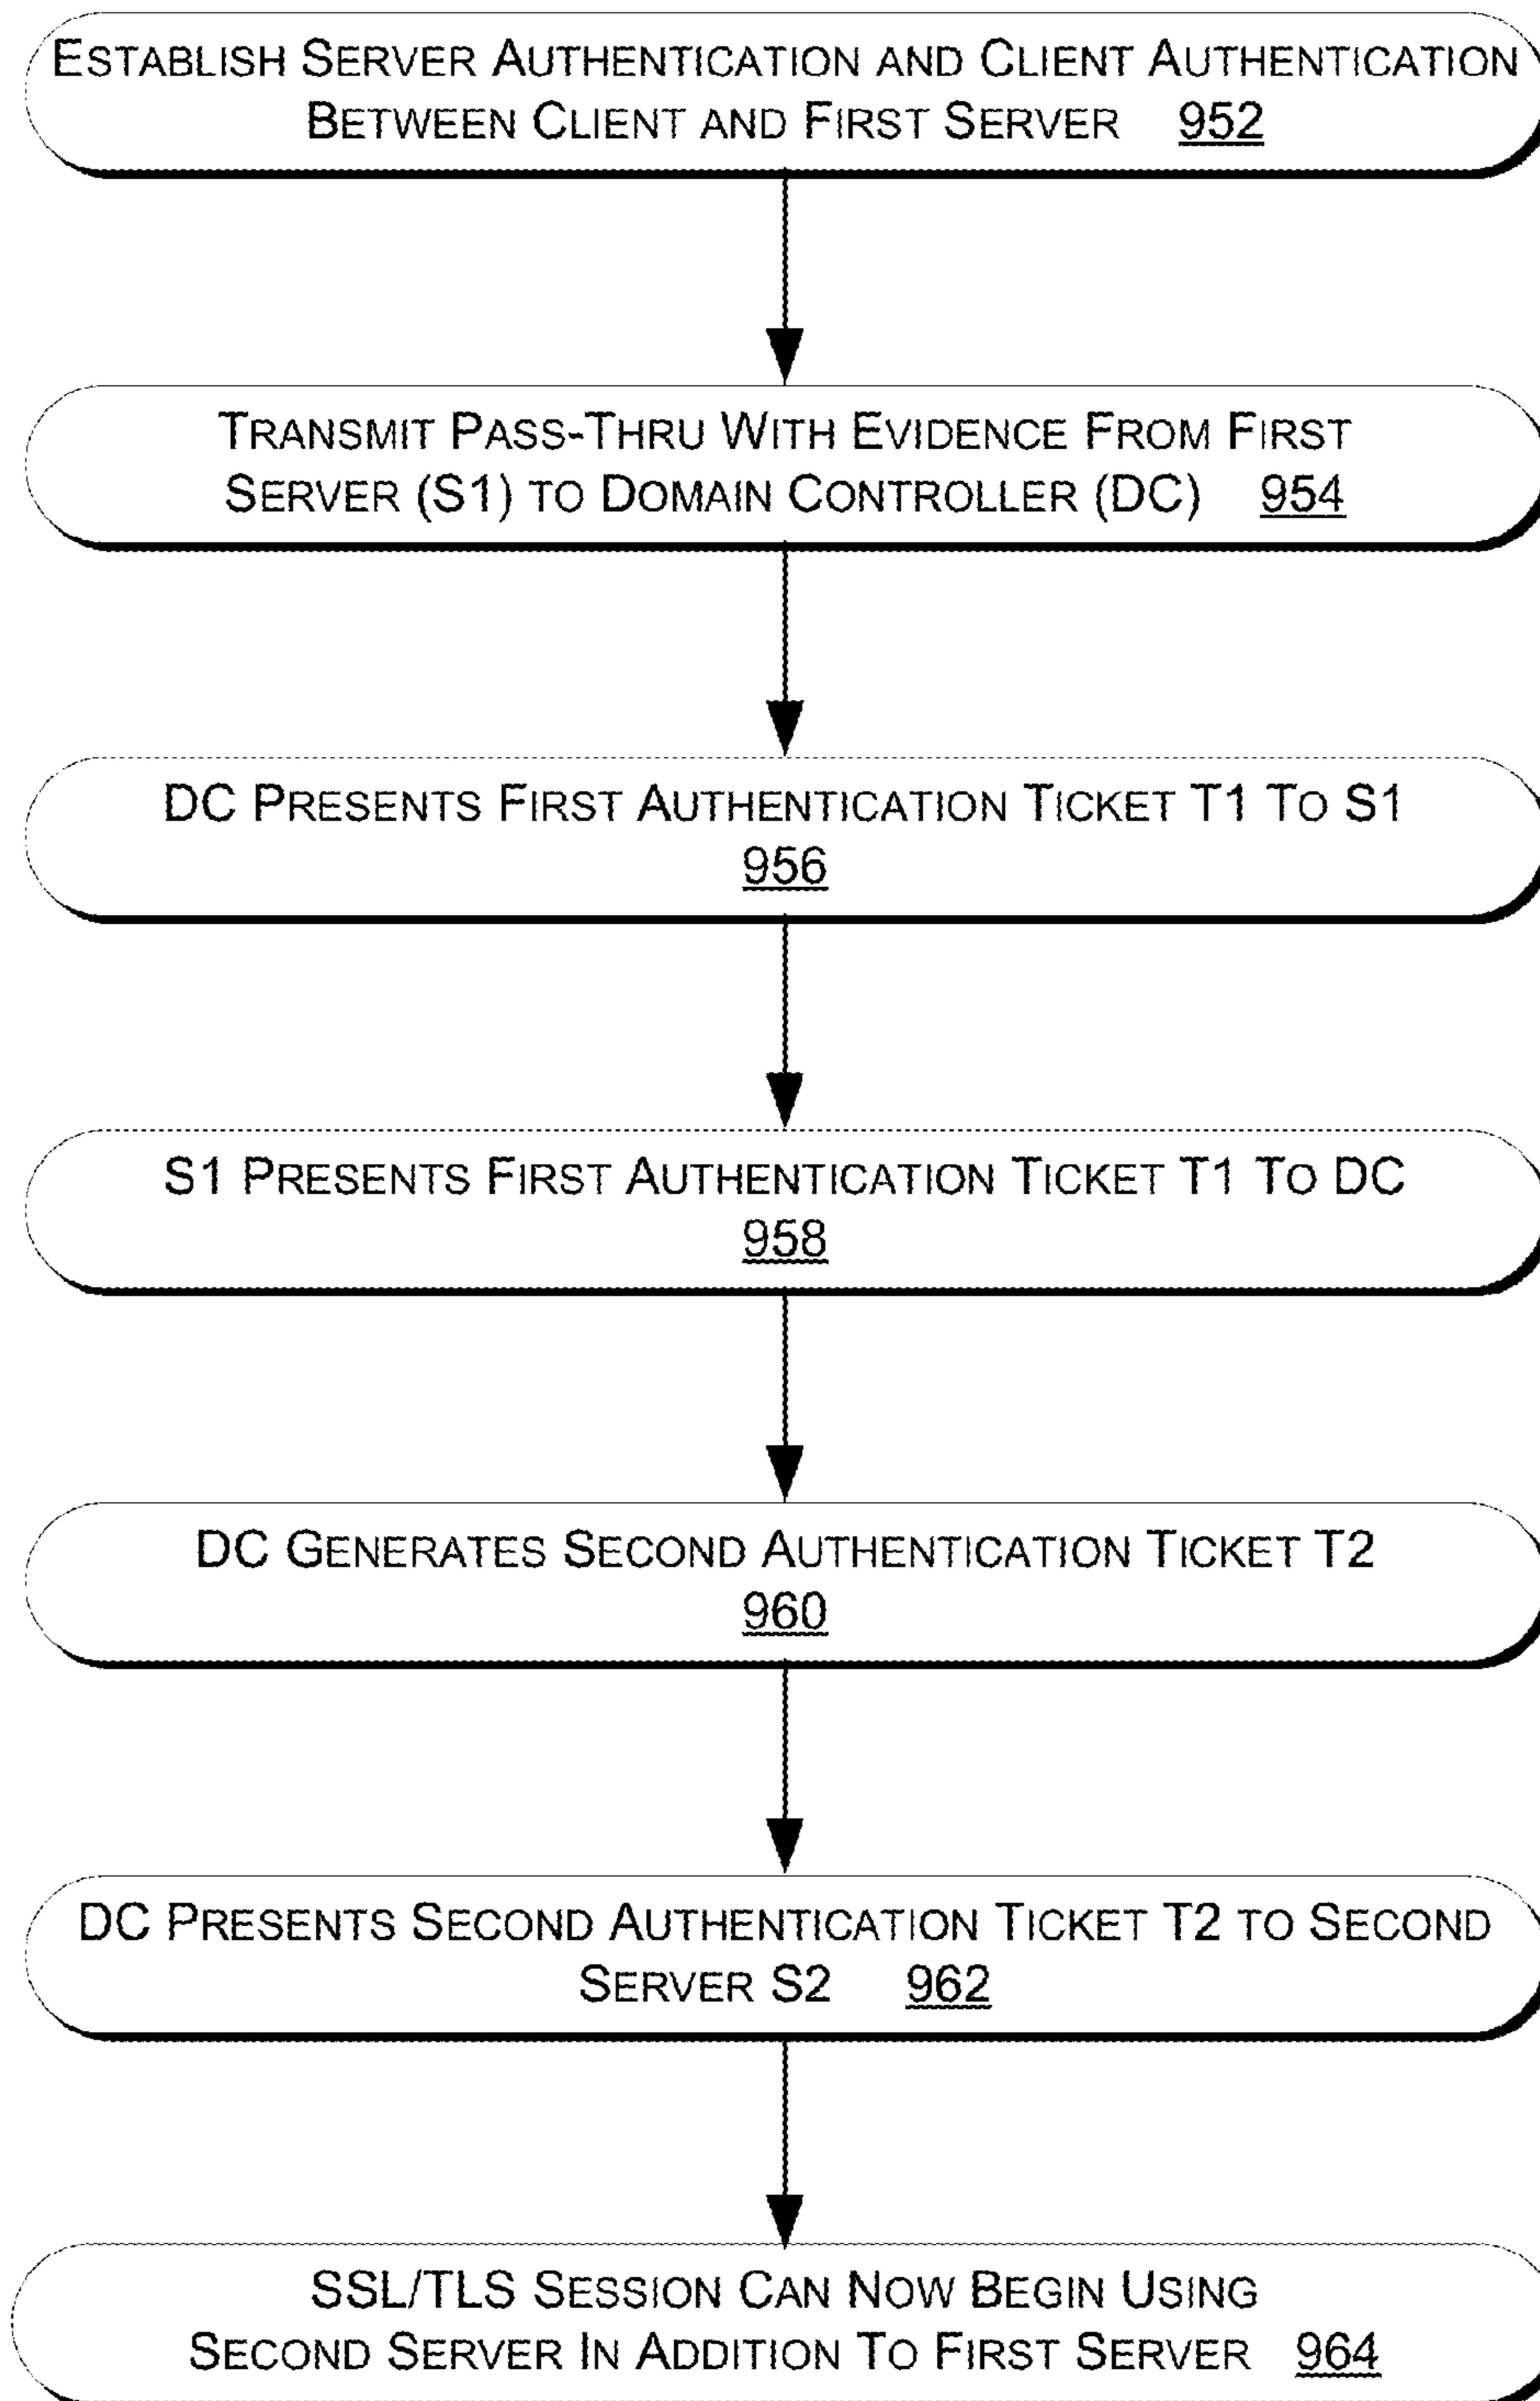 ESTABLISH SERVER AUTHENTICATION AND CLIENT AUTHENTICATION
BETWEEN CLIENT AND FIRST SERVER 952
TRANSMIT PASS-THRU WITH EVIDENCE FROM FIRST
SERVER (S1) TO DOMAIN CONTROLLER (DC) 954
DC PRESENTS FIRST AUTHENTICATION TICKET T1 TO S1
956
S1 PRESENTS FIRST AUTHENTICATION TICKET T1 TO DC
958
DC GENERATES SECOND AUTHENTICATION TICKET T2
960
DC PRESENTS SECOND AUTHENTICATION TICKET T2 TO SECOND
SERVER S2 962
SSL/TLS SESSION CAN NOW BEGIN USING
SECOND SERVER IN ADDITION TO FIRST SERVER 964